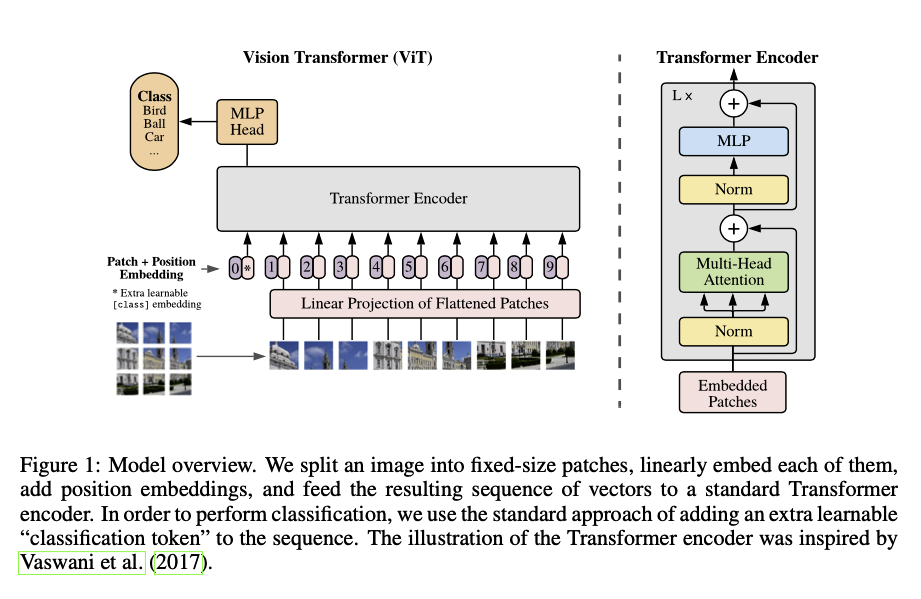 Vision Transformer (ViT)
Class
Bird
Ball
Car
...
MLP
Head
Transformer Encoder
Patch + Position
Embedding
* Extra learnable
[class] embedding
0 * 1 2 3 4 5 6 7 8 9
Linear Projection of Flattened Patches
Transformer Encoder
L x
+
MLP
Norm
+
Multi-Head
Attention
Norm
Embedded
Patches
Figure 1: Model overview. We split an image into fixed-size patches, linearly embed each of them,
add position embeddings, and feed the resulting sequence of vectors to a standard Transformer
encoder. In order to perform classification, we use the standard approach of adding an extra learnable
“classification token” to the sequence. The illustration of the Transformer encoder was inspired by
Vaswani et al. (2017).